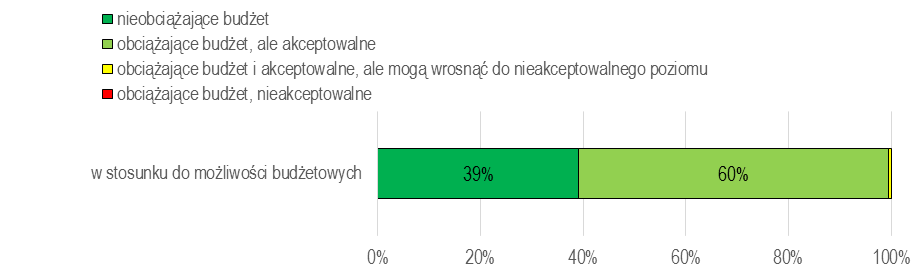 nieobciążające budżet
obciążające budżet, ale akceptowalne
obciążające budżet i akceptowalne, ale mogą wrosnąć do nieakceptowalnego poziomu
obciążające budżet, nieakceptowalne
w stosunku do możliwości budżetowych
39% 60%
0% 20% 40% 60% 80% 100%